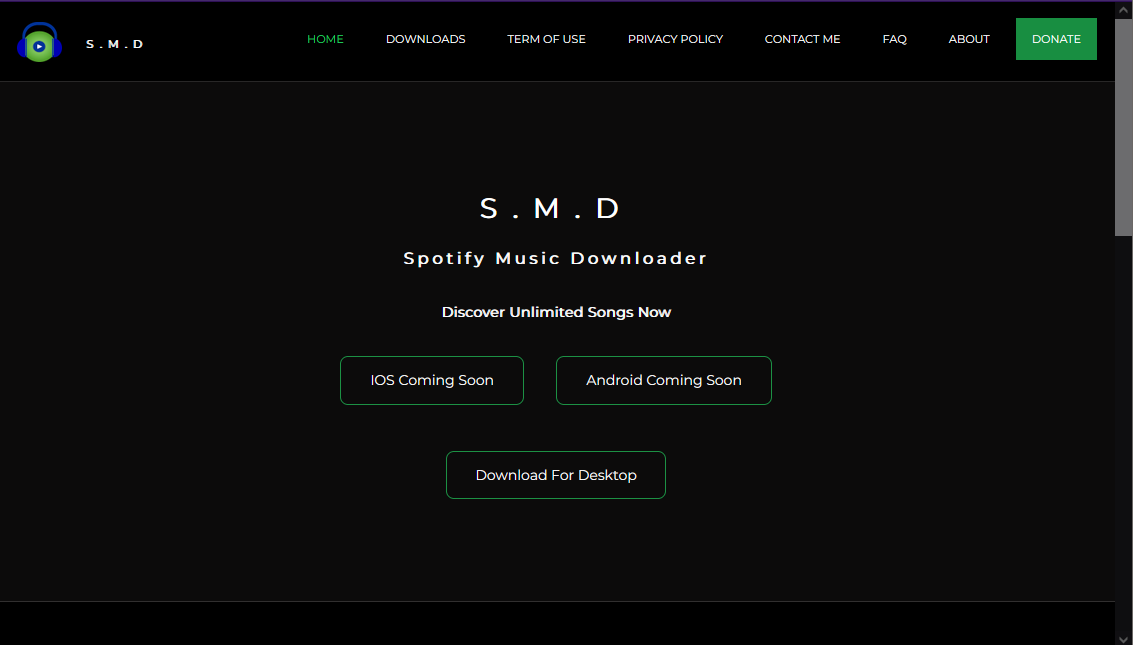 S.M.D
HOME DOWNLOADS TERM OF USE PRIVACY POLICY CONTACT ME FAQ ABOUT DONATE
S.M.D
Spotify Music Downloader
Discover Unlimited Songs Now
IOS Coming Soon Android Coming Soon
Download For Desktop